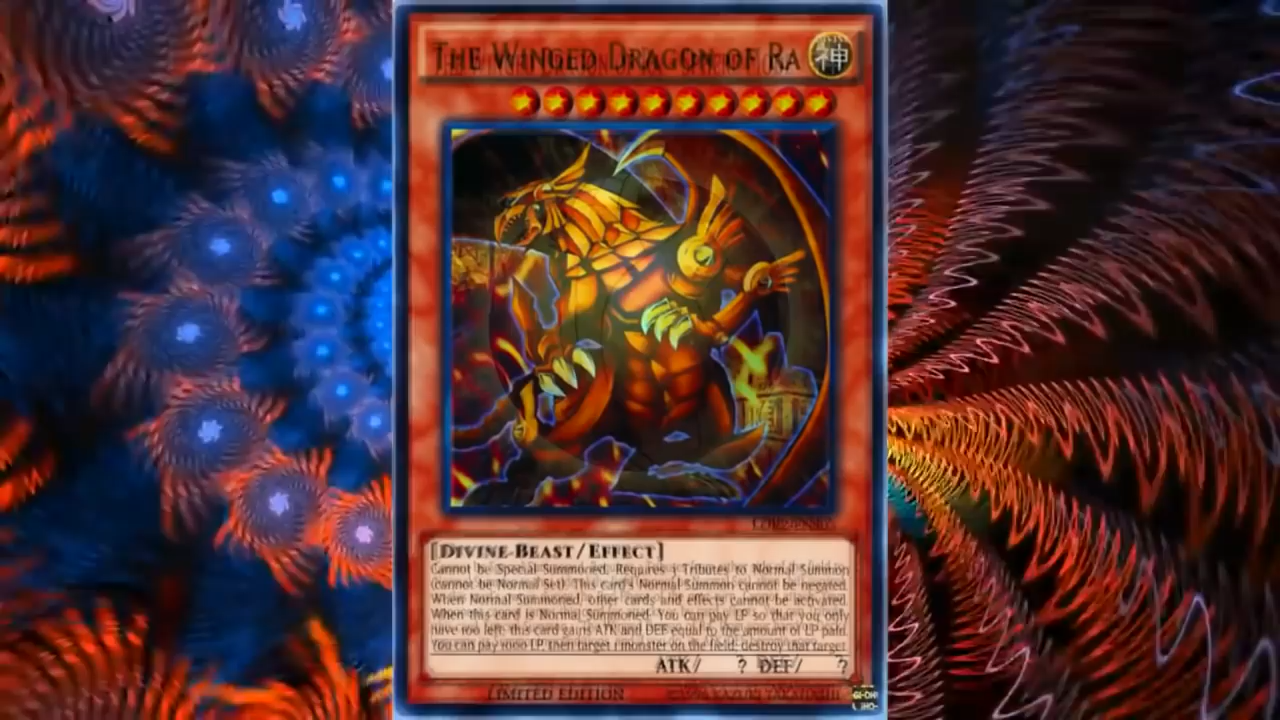 THE WINGED DRAGON OF RA
神
[DIVINE-BEAST/EFFECT]
Cannot be Special Summoned. Requires 3 Tributes to Normal Summon
(cannot be Normal Set). This card's Normal Summon cannot be negated.
When Normal Summoned, other cards and effects cannot be activated.
When this card is Normal Summoned: You can pay LP so that you only
have 100 left; this card gains ATK and DEF equal to the amount of LP paid.
You can pay 1000 LP, then target 1 monster on the field; destroy that target.
ATK/ ? DEF/ ?
LIMITED EDITION